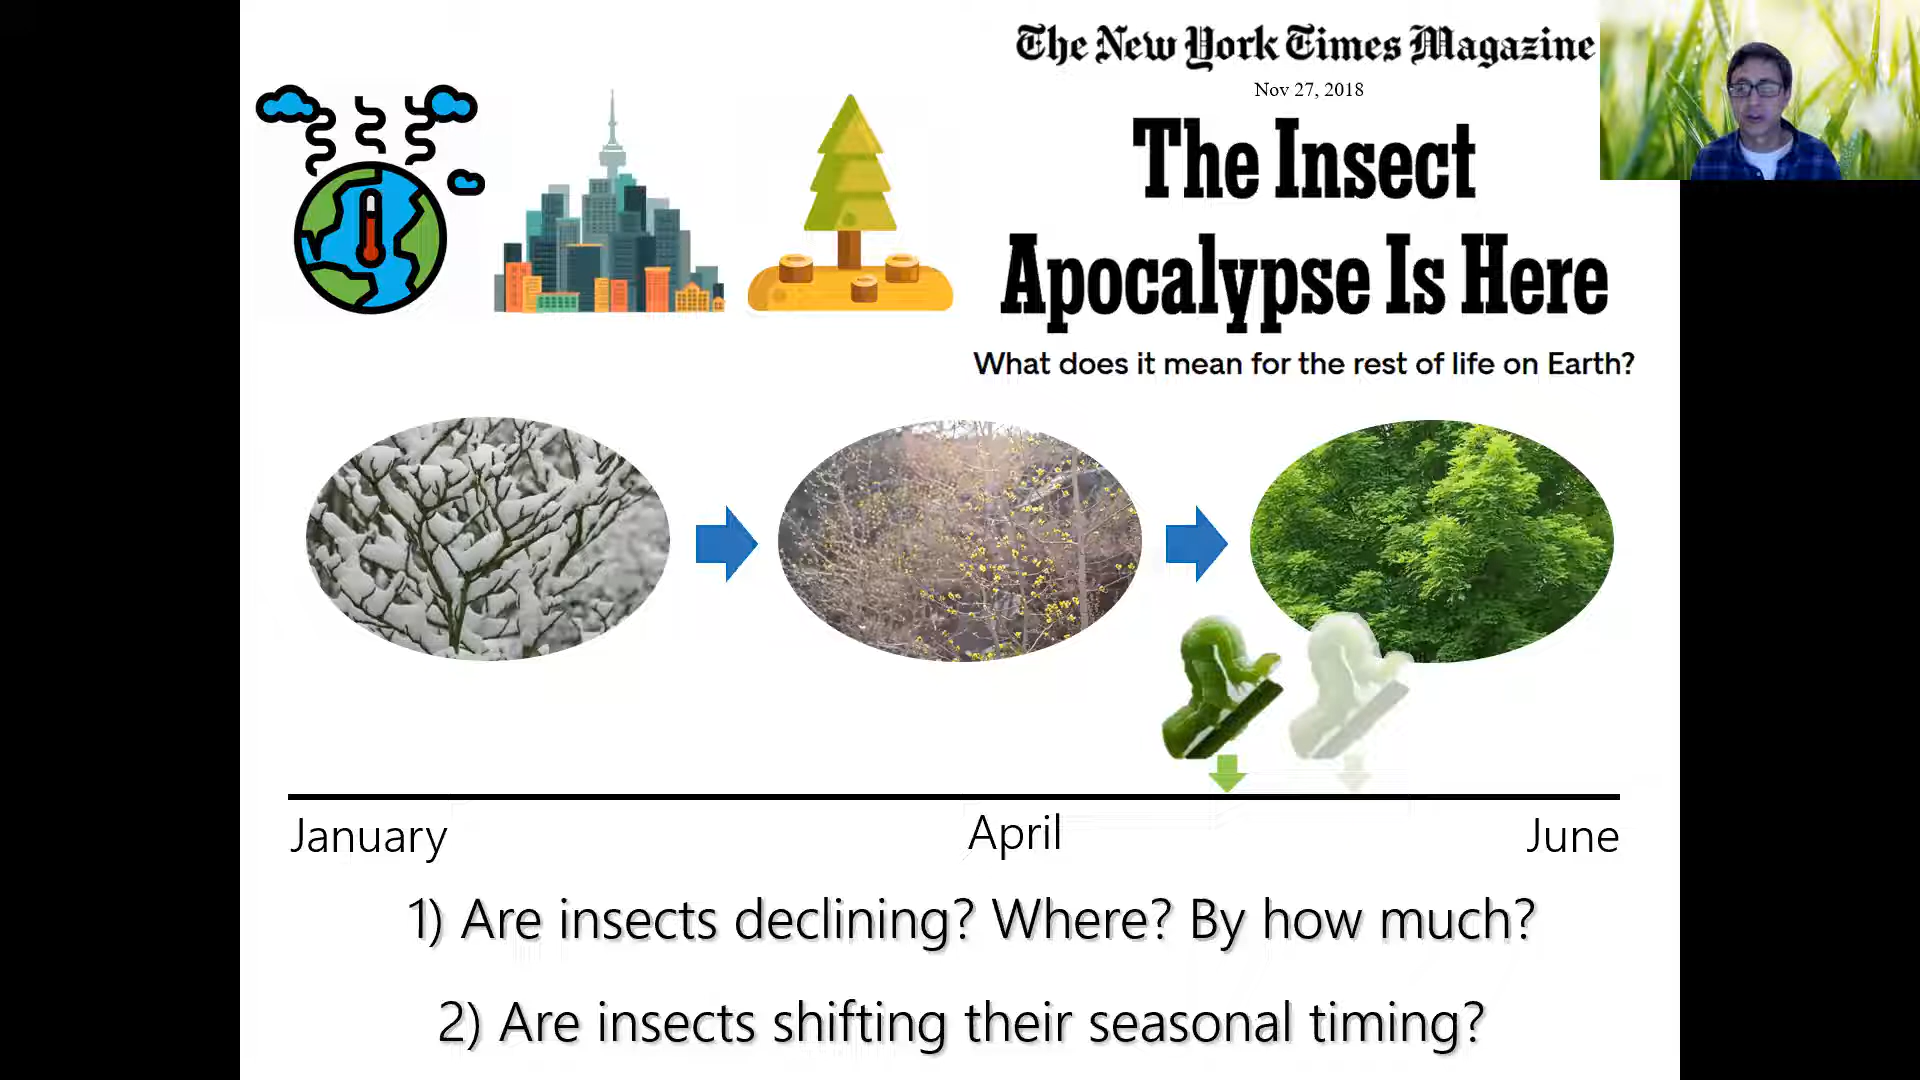 The New York Times Magazine
Nov 27, 2018
The Insect
Apocalypse Is Here
What does it mean for the rest of life on Earth?
January
April
June
1) Are insects declining? Where? By how much?
2) Are insects shifting their seasonal timing?